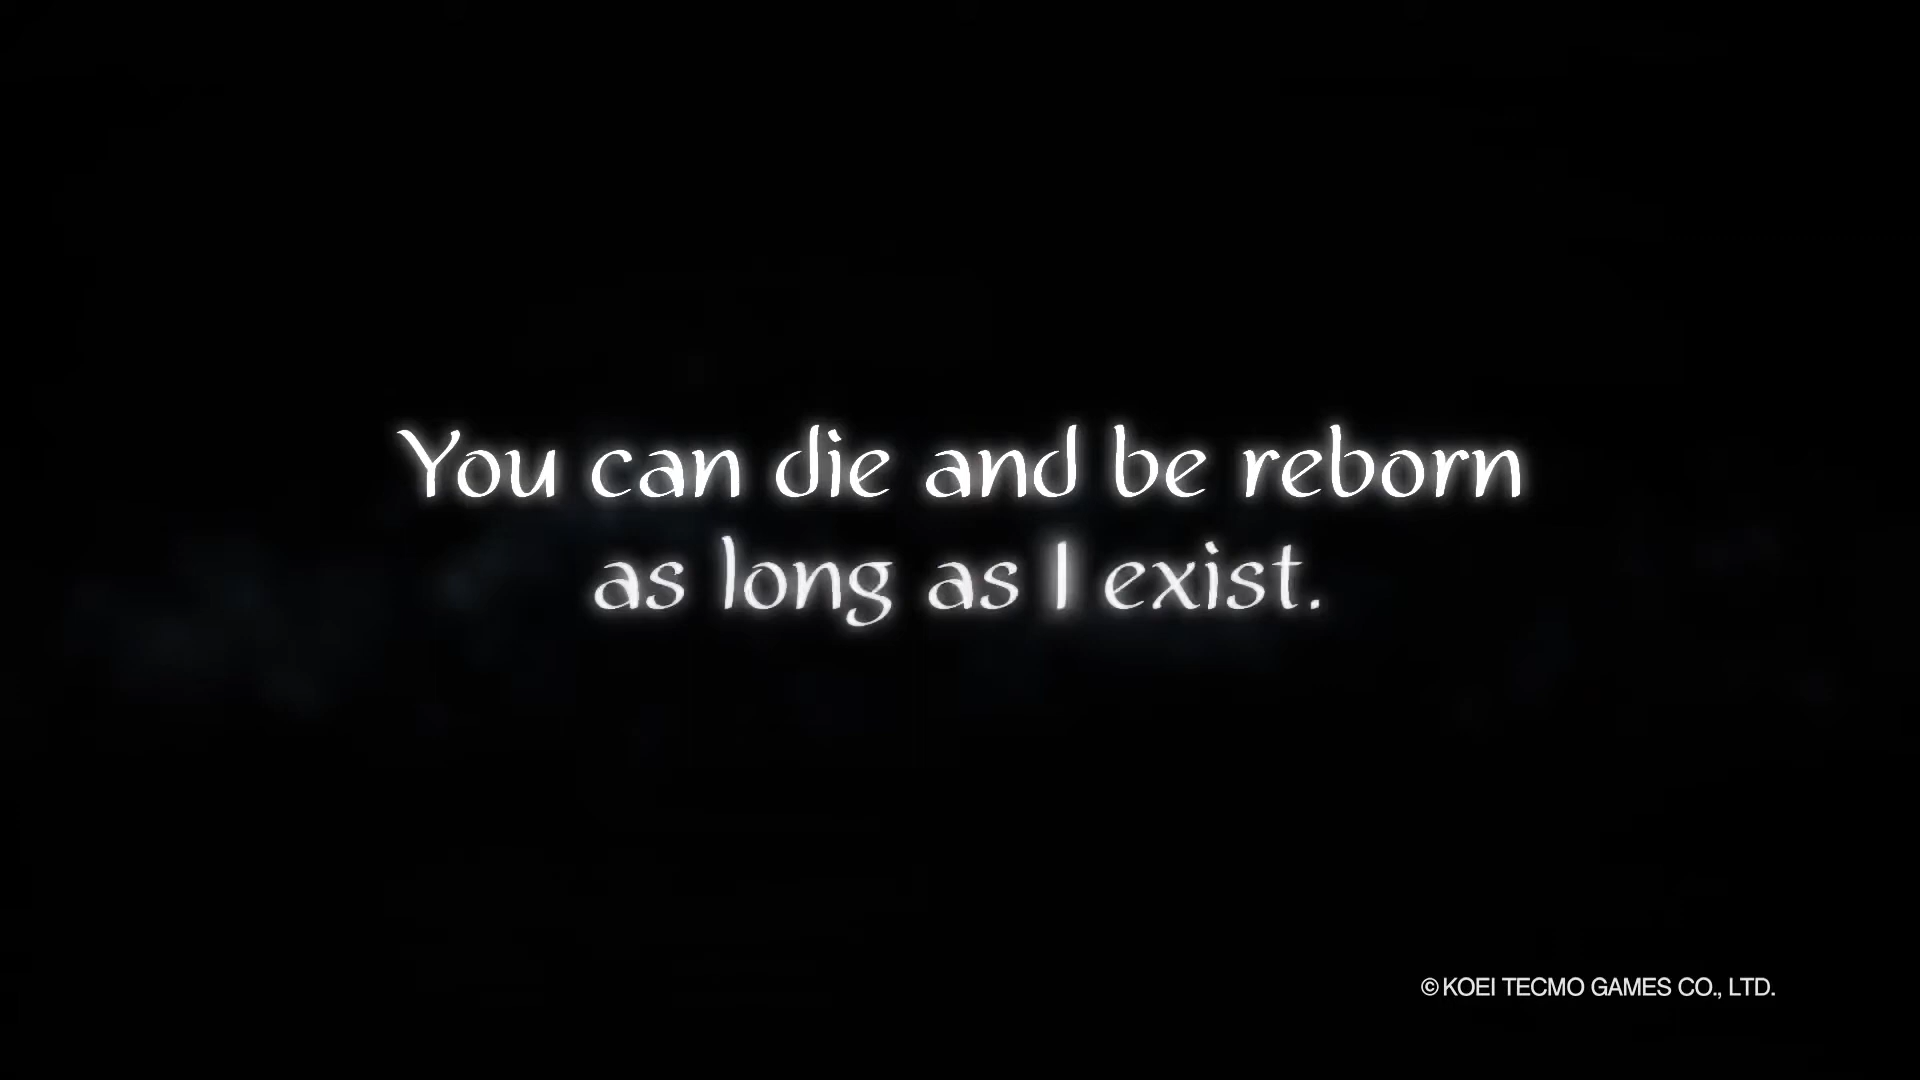 You can die and be reborn
as long as I exist.
© KOEI TECMO GAMES CO., LTD.